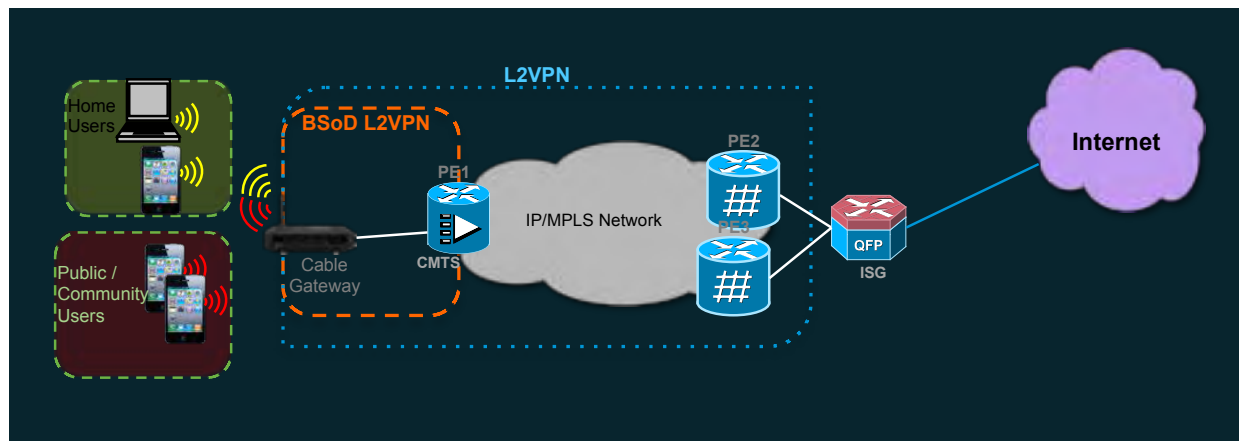 L2VPN
Home
Users
BSoD L2VPN
PE1
CMTS
Cable
Gateway
IP/MPLS Network
PE2
PE3
QFP
ISG
Internet
Public /
Community
Users